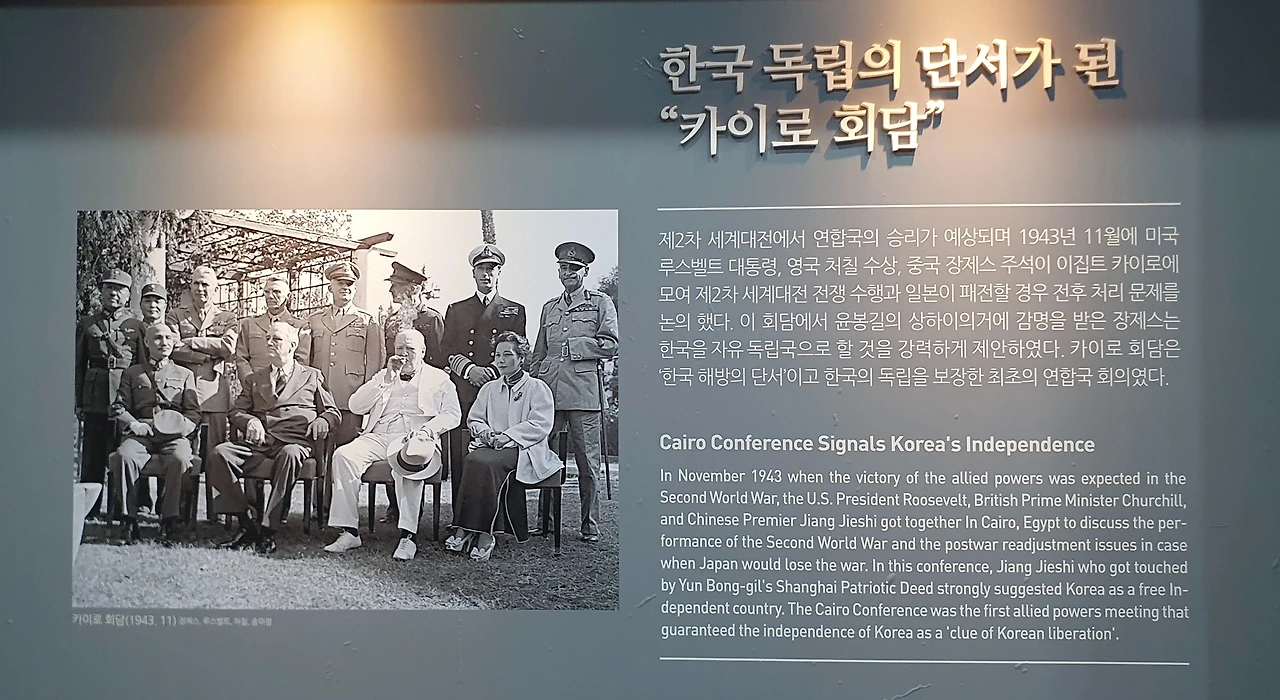 한국 독립의 단서가 된
“카이로 회담”
제2차 세계대전에서 연합국의 승리가 예상되며 1943년 11월에 미국
루스벨트 대통령, 영국 처칠 수상, 중국 장제스 주석이 이집트 카이로에
모여 제2차 세계대전 전쟁 수행과 일본이 패전할 경우 전후 처리 문제를
논의 했다. 이 회담에서 윤봉길의 상하이의거에 감명을 받은 장제스는
한국을 자유 독립국으로 할 것을 강력하게 제안하였다. 카이로 회담은
‘한국 해방의 단서’이고 한국의 독립을 보장한 최초의 연합국 회의였다.
Cairo Conference Signals Korea's Independence
In November 1943 when the victory of the allied powers was expected in the
Second World War, the U.S. President Roosevelt, British Prime Minister Churchill,
and Chinese Premier Jiang Jieshi got together In Cairo, Egypt to discuss the per-
formance of the Second World War and the postwar readjustment issues in case
when Japan would lose the war. In this conference, Jiang Jieshi who got touched
by Yun Bong-gil's Shanghai Patriotic Deed strongly suggested Korea as a free In-
dependent country. The Cairo Conference was the first allied powers meeting that
guaranteed the independence of Korea as a 'clue of Korean liberation'.
카이로 회담(1943. 11) 장제스, 루스벨트, 처칠, 송미령